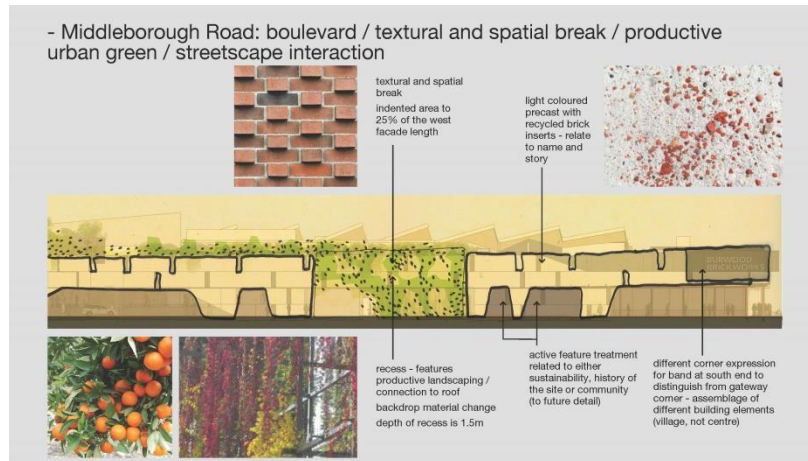 - Middleborough Road: boulevard / textural and spatial break / productive
urban green / streetscape interaction
textural and spatial
break
indented area to
25% of the west
facade length
light coloured
precast with
recycled brick
inserts - relate
to name and
story
BURWOOD
BRICKWORKS
recess - features
productive landscaping /
connection to roof
backdrop material change
depth of recess is 1.5m
active feature treatment
related to either
sustainability, history of
the site or community
(to future detail)
different corner expression
for band at south end to
distinguish from gateway
corner - assemblage of
different building elements
(village, not centre)